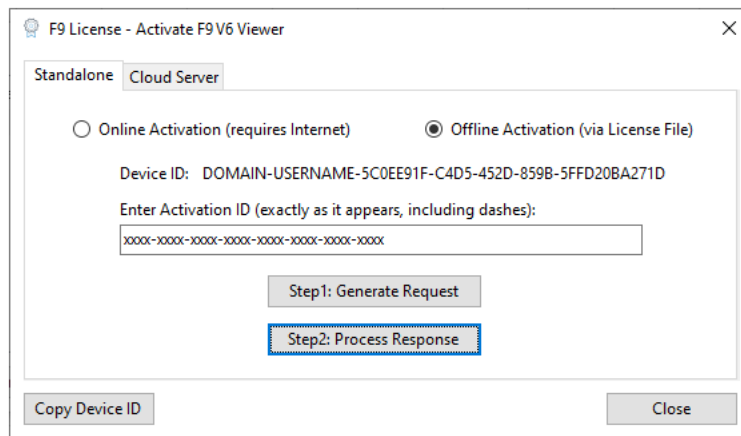 F9 License - Activate F9 V6 Viewer
Standalone
Cloud Server
Online Activation (requires Internet)
Offline Activation (via License File)
Device ID: DOMAIN-USERNAME-5C0EE91F-C4D5-452D-859B-5FFD20BA271D
Enter Activation ID (exactly as it appears, including dashes):
xxxx-xxxx-xxxx-xxxx-xxxx-xxxx-xxxx-xxxx
Step1: Generate Request
Step2: Process Response
Copy Device ID
Close